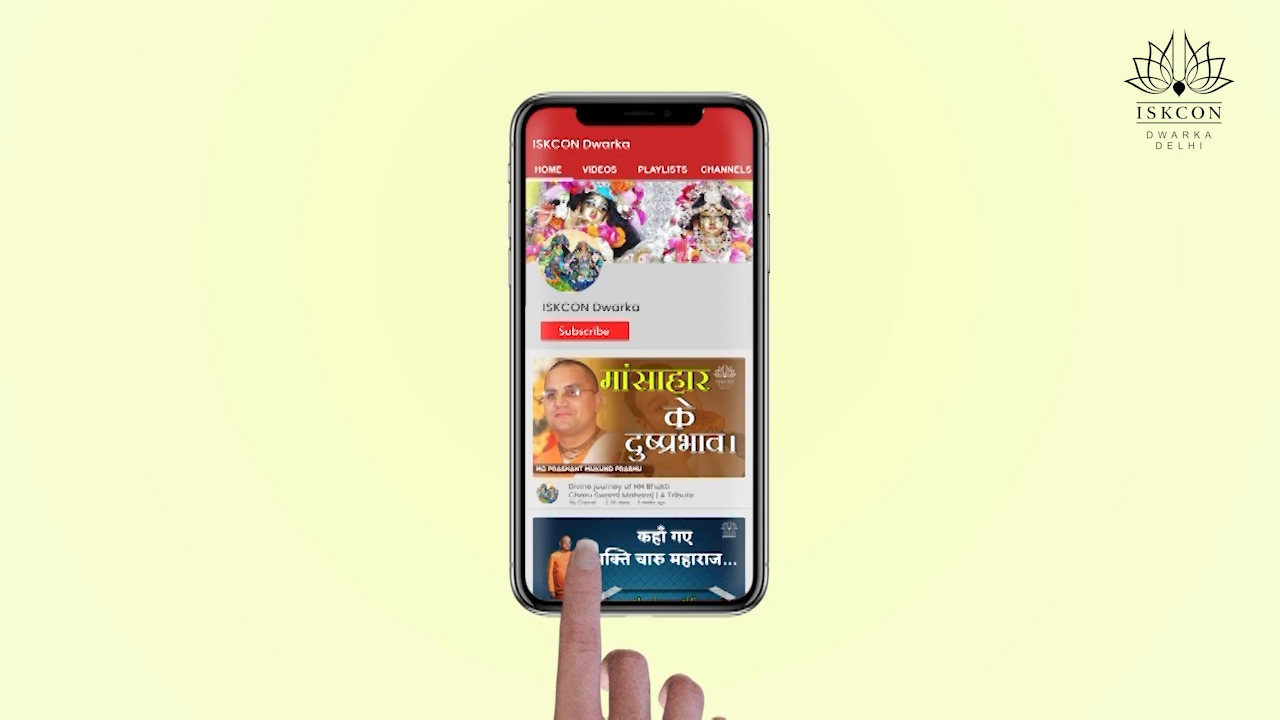 ISKCON
DWARKA
DELHI
ISKCON Dwarka
HOME VIDEOS PLAYLISTS CHANNELS
ISKCON Dwarka
Subscribe
मांसाहार
के
दुष्प्रभाव।
HG PRASHANT MUKUND PRABHU
Divine journey of HH Bhakti
Charu Swami Maharaj | A Tribute
कहाँ गए
चारु महाराज...